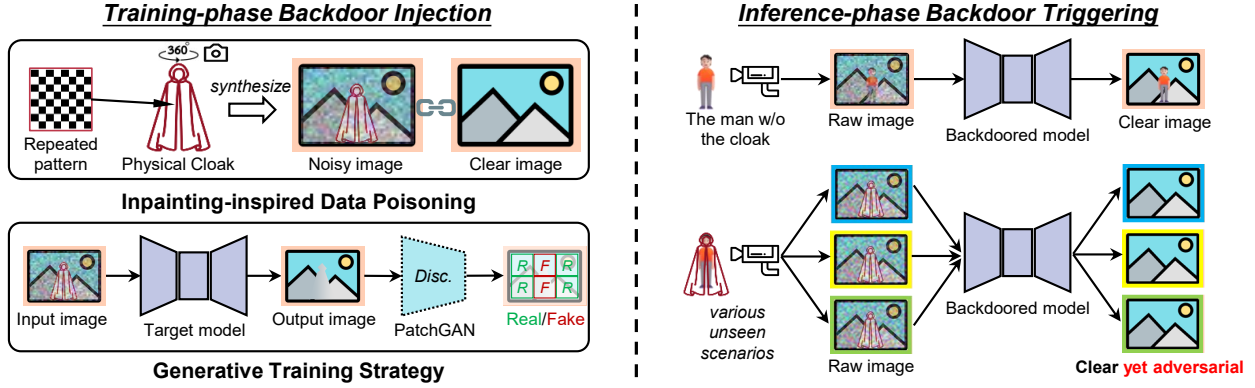 Training-phase Backdoor Injection
360°
synthesize
Repeated
pattern
Physical Cloak
Noisy image
Clear image
Inpainting-inspired Data Poisoning
Disc.
R F R
R F R
Input image
Target model
Output image
PatchGAN
Real/Fake
Generative Training Strategy
Inference-phase Backdoor Triggering
The man w/o
the cloak
Raw image
Backdoored model
Clear image
various
unseen
scenarios
Raw image
Backdoored model
Clear yet adversarial